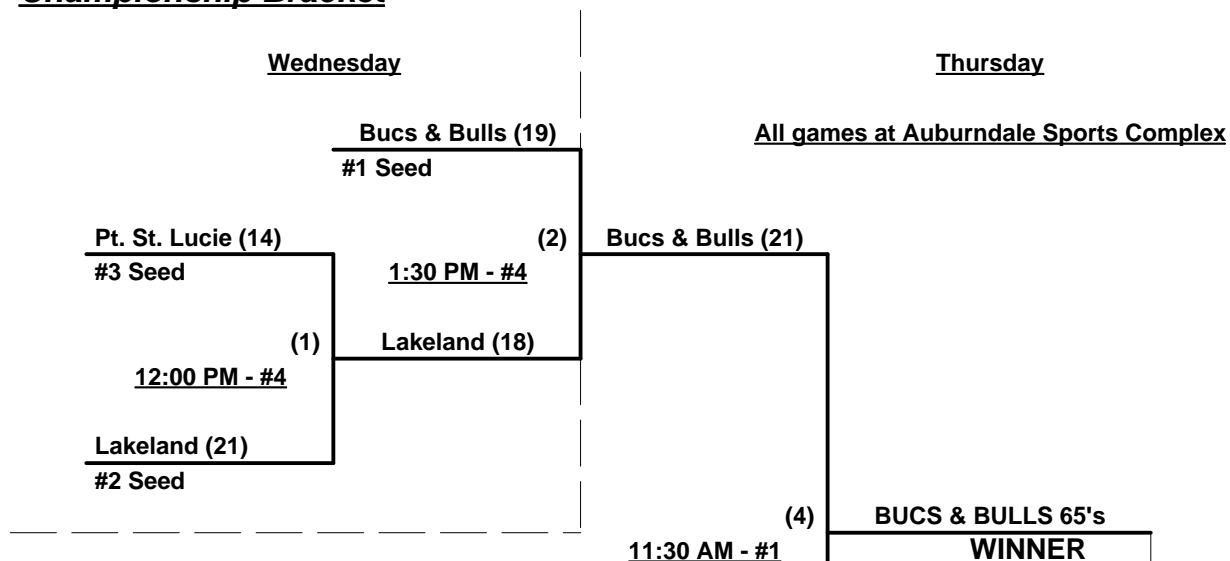 Championship Bracket
Wednesday
Thursday
Bucs & Bulls (19)
All games at Auburndale Sports Complex
#1 Seed
Pt. St. Lucie (14)
(2)
Bucs & Bulls (21)
#3 Seed
1:30 PM - #4
(1)
Lakeland (18)
12:00 PM - #4
Lakeland (21)
#2 Seed
(4)
BUCS & BULLS 65's
11:30 AM - #1
WINNER